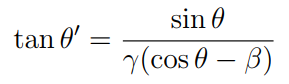 tan θ′ = sin θ / γ(cos θ − β)